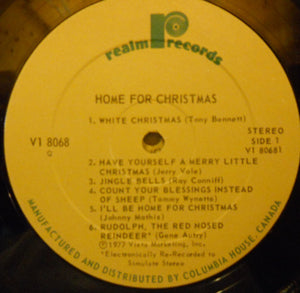 realm records
HOME FOR CHRISTMAS
1. WHITE CHRISTMAS (Tony Bennett)
V1 8068
STEREO
SIDE 1
V1 80681
2. HAVE YOURSELF A MERRY LITTLE
CHRISTMAS (Jerry Vale)
3. JINGLE BELLS (Ray Conniff)
4. COUNT YOUR BLESSINGS INSTEAD
OF SHEEP (Tammy Wynette)
5. I'LL BE HOME FOR CHRISTMAS
(Johnny Mathis)
6. RUDOLPH, THE RED NOSED
REINDEER* (Gene Autry)
© 1977 Vista Marketing, Inc.
*Electronically Re-Recorded to
Simulate Stereo
MANUFACTURED AND DISTRIBUTED BY COLUMBIA HOUSE, CANADA